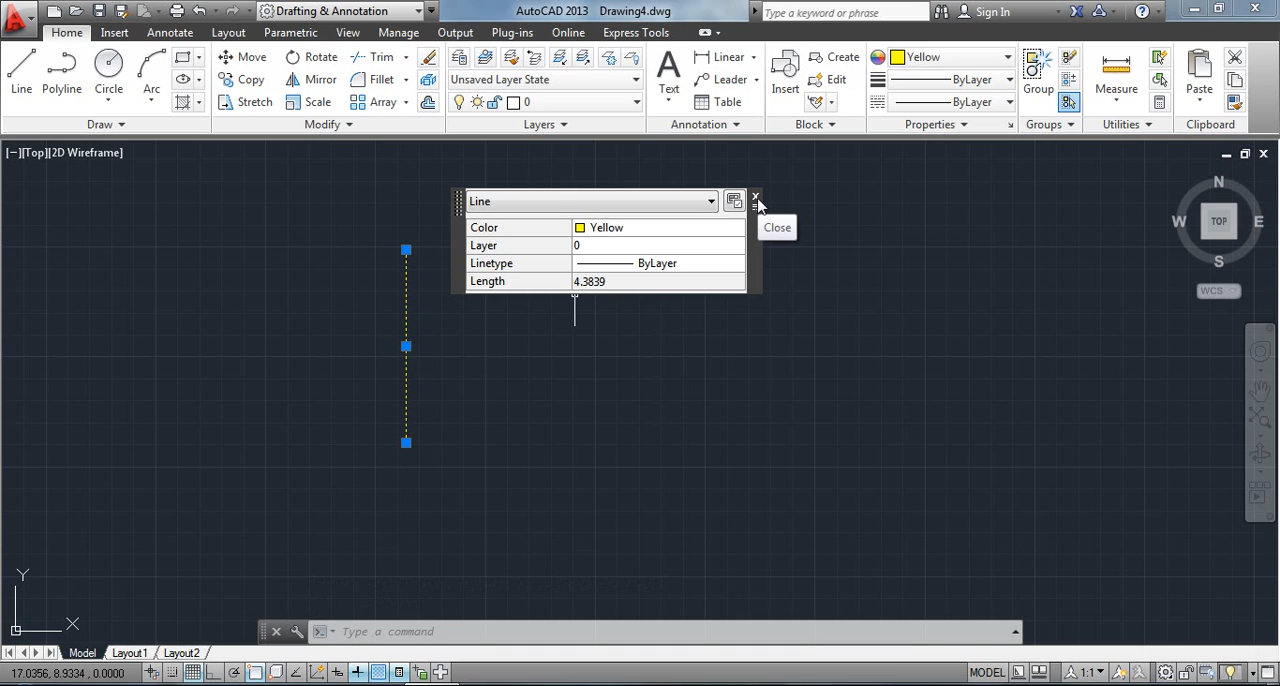 Drafting & Annotation
AutoCAD 2013 Drawing4.dwg
Type a keyword or phrase
Sign In
Home Insert Annotate Layout Parametric View Manage Output Plug-ins Online Express Tools
Line
Polyline
Circle
Arc
Draw
Move Rotate Trim
Copy Mirror Fillet
Stretch Scale Array
Modify
Unsaved Layer State
0
Layers
Text
Linear
Leader
Table
Annotation
Insert
Create
Edit
Block
Yellow
ByLayer
ByLayer
Properties
Group
Groups
Measure
Utilities
Paste
Clipboard
[−][Top][2D Wireframe]
Line
Color Yellow
Layer 0
Linetype ByLayer
Length 4.3839
Close
N
W TOP E
S
WCS
Y
X
Type a command
Model Layout1 Layout2
17.0356, 8.9334 , 0.0000
MODEL
1:1